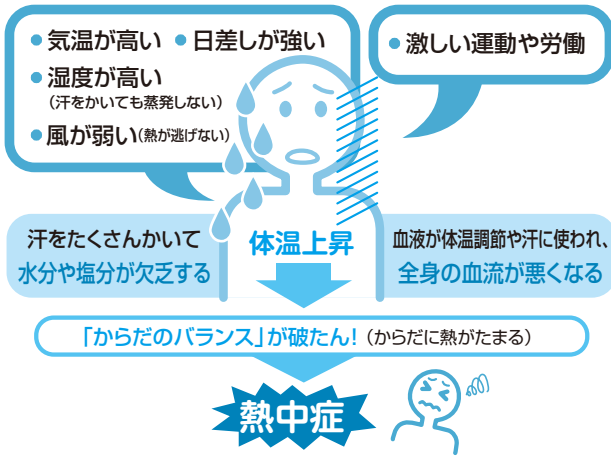 ● 気温が高い ● 日差しが強い
● 湿度が高い
(汗をかいても蒸発しない)
● 風が弱い(熱が逃げない)
● 激しい運動や労働
汗をたくさんかいて
水分や塩分が欠乏する
体温上昇
血液が体温調節や汗に使われ、
全身の血流が悪くなる
「からだのバランス」が破たん!(からだに熱がたまる)
熱中症